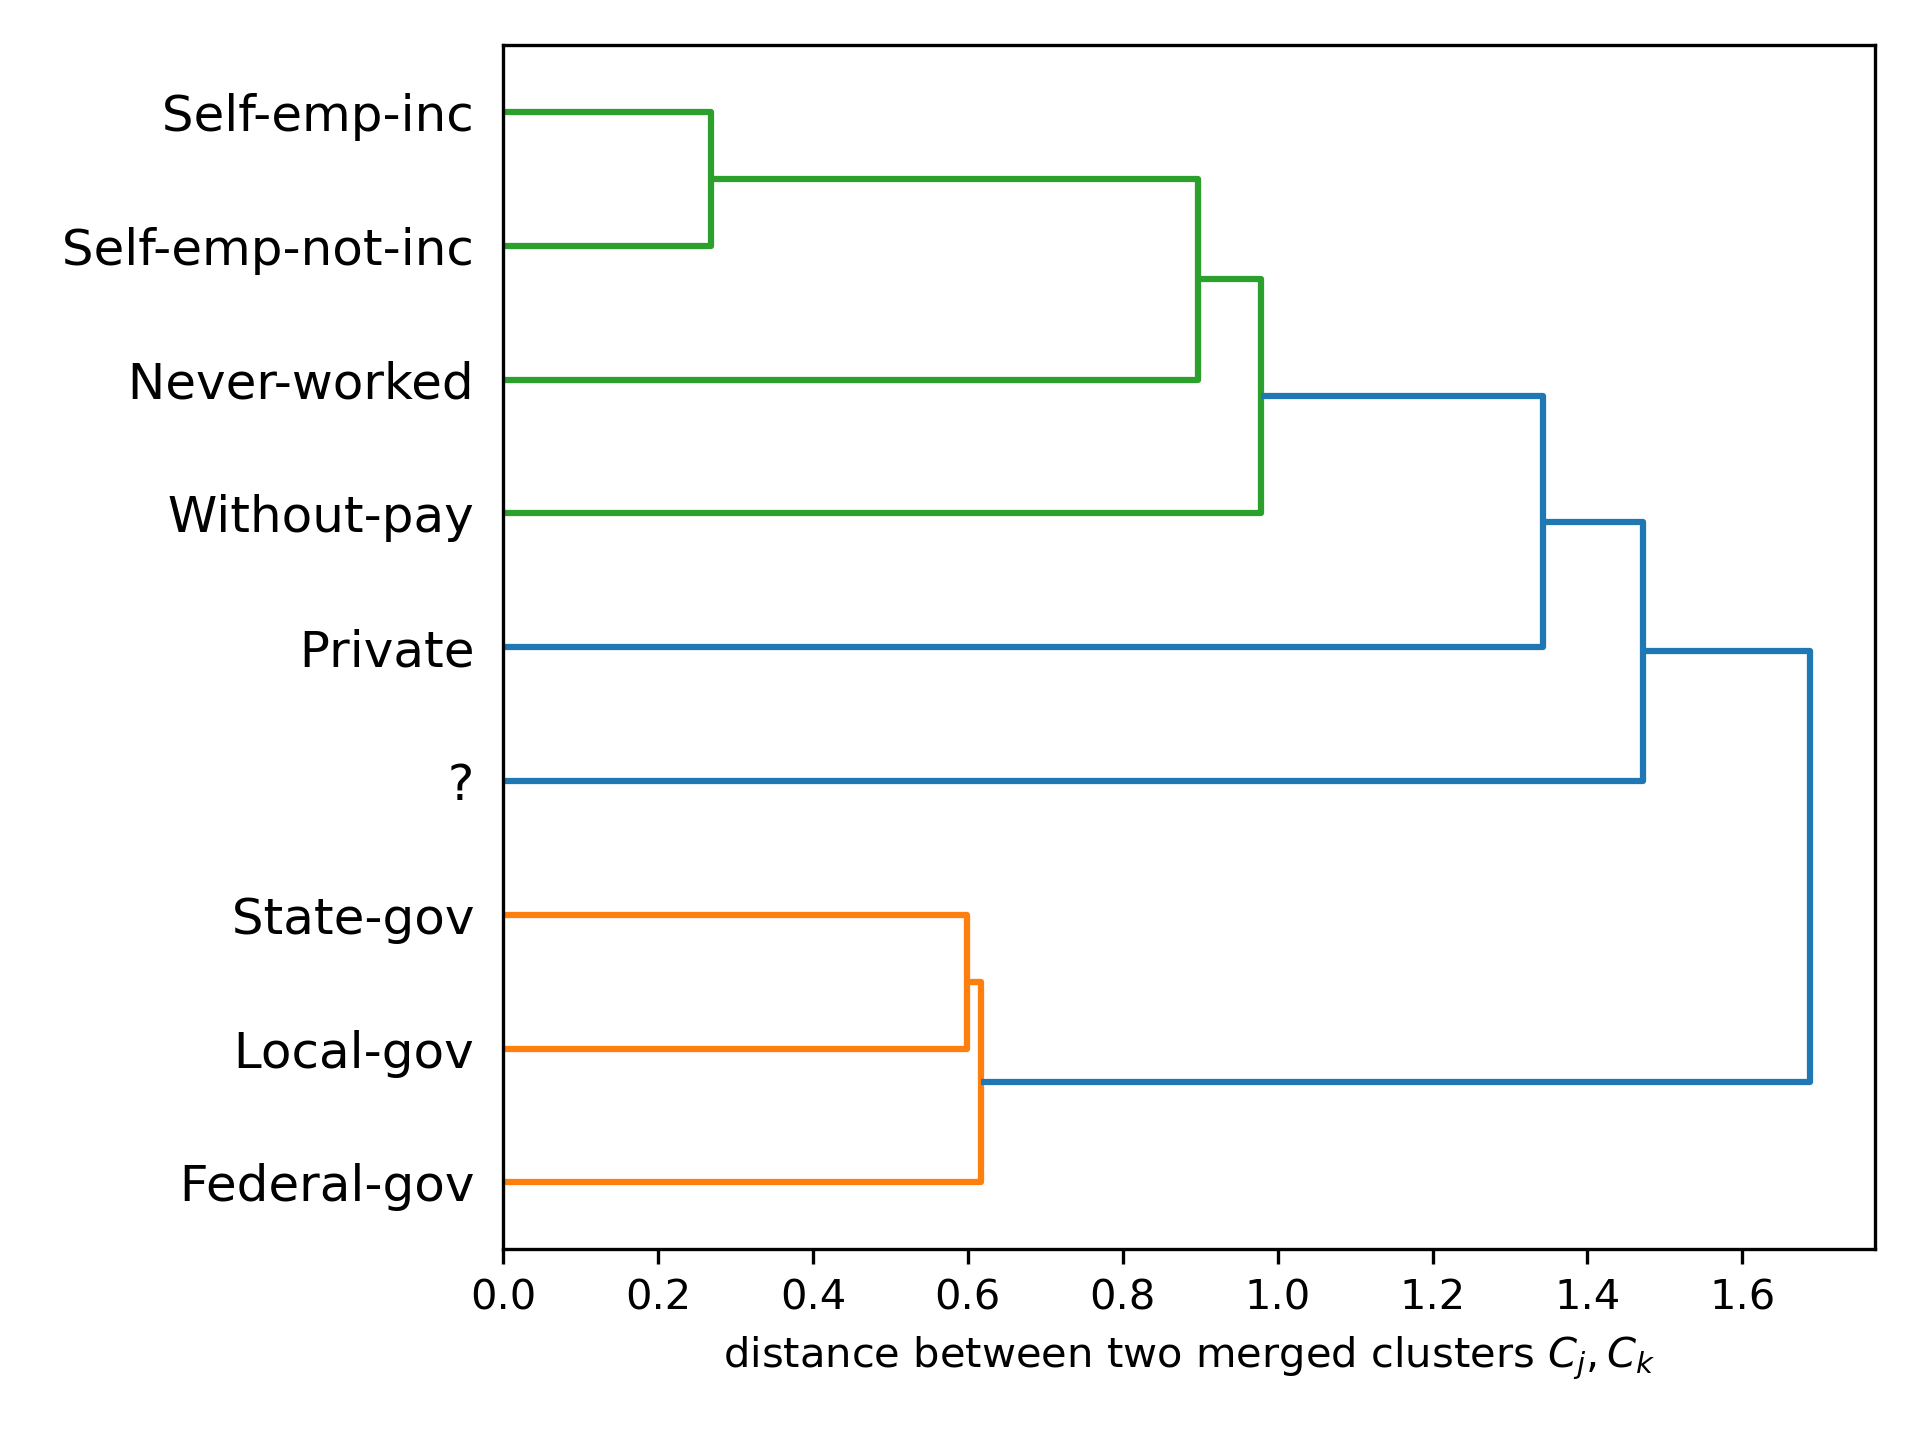 Self-emp-inc
Self-emp-not-inc
Never-worked
Without-pay
Private
?
State-gov
Local-gov
Federal-gov
0.0 0.2 0.4 0.6 0.8 1.0 1.2 1.4 1.6
distance between two merged clusters C_j, C_k